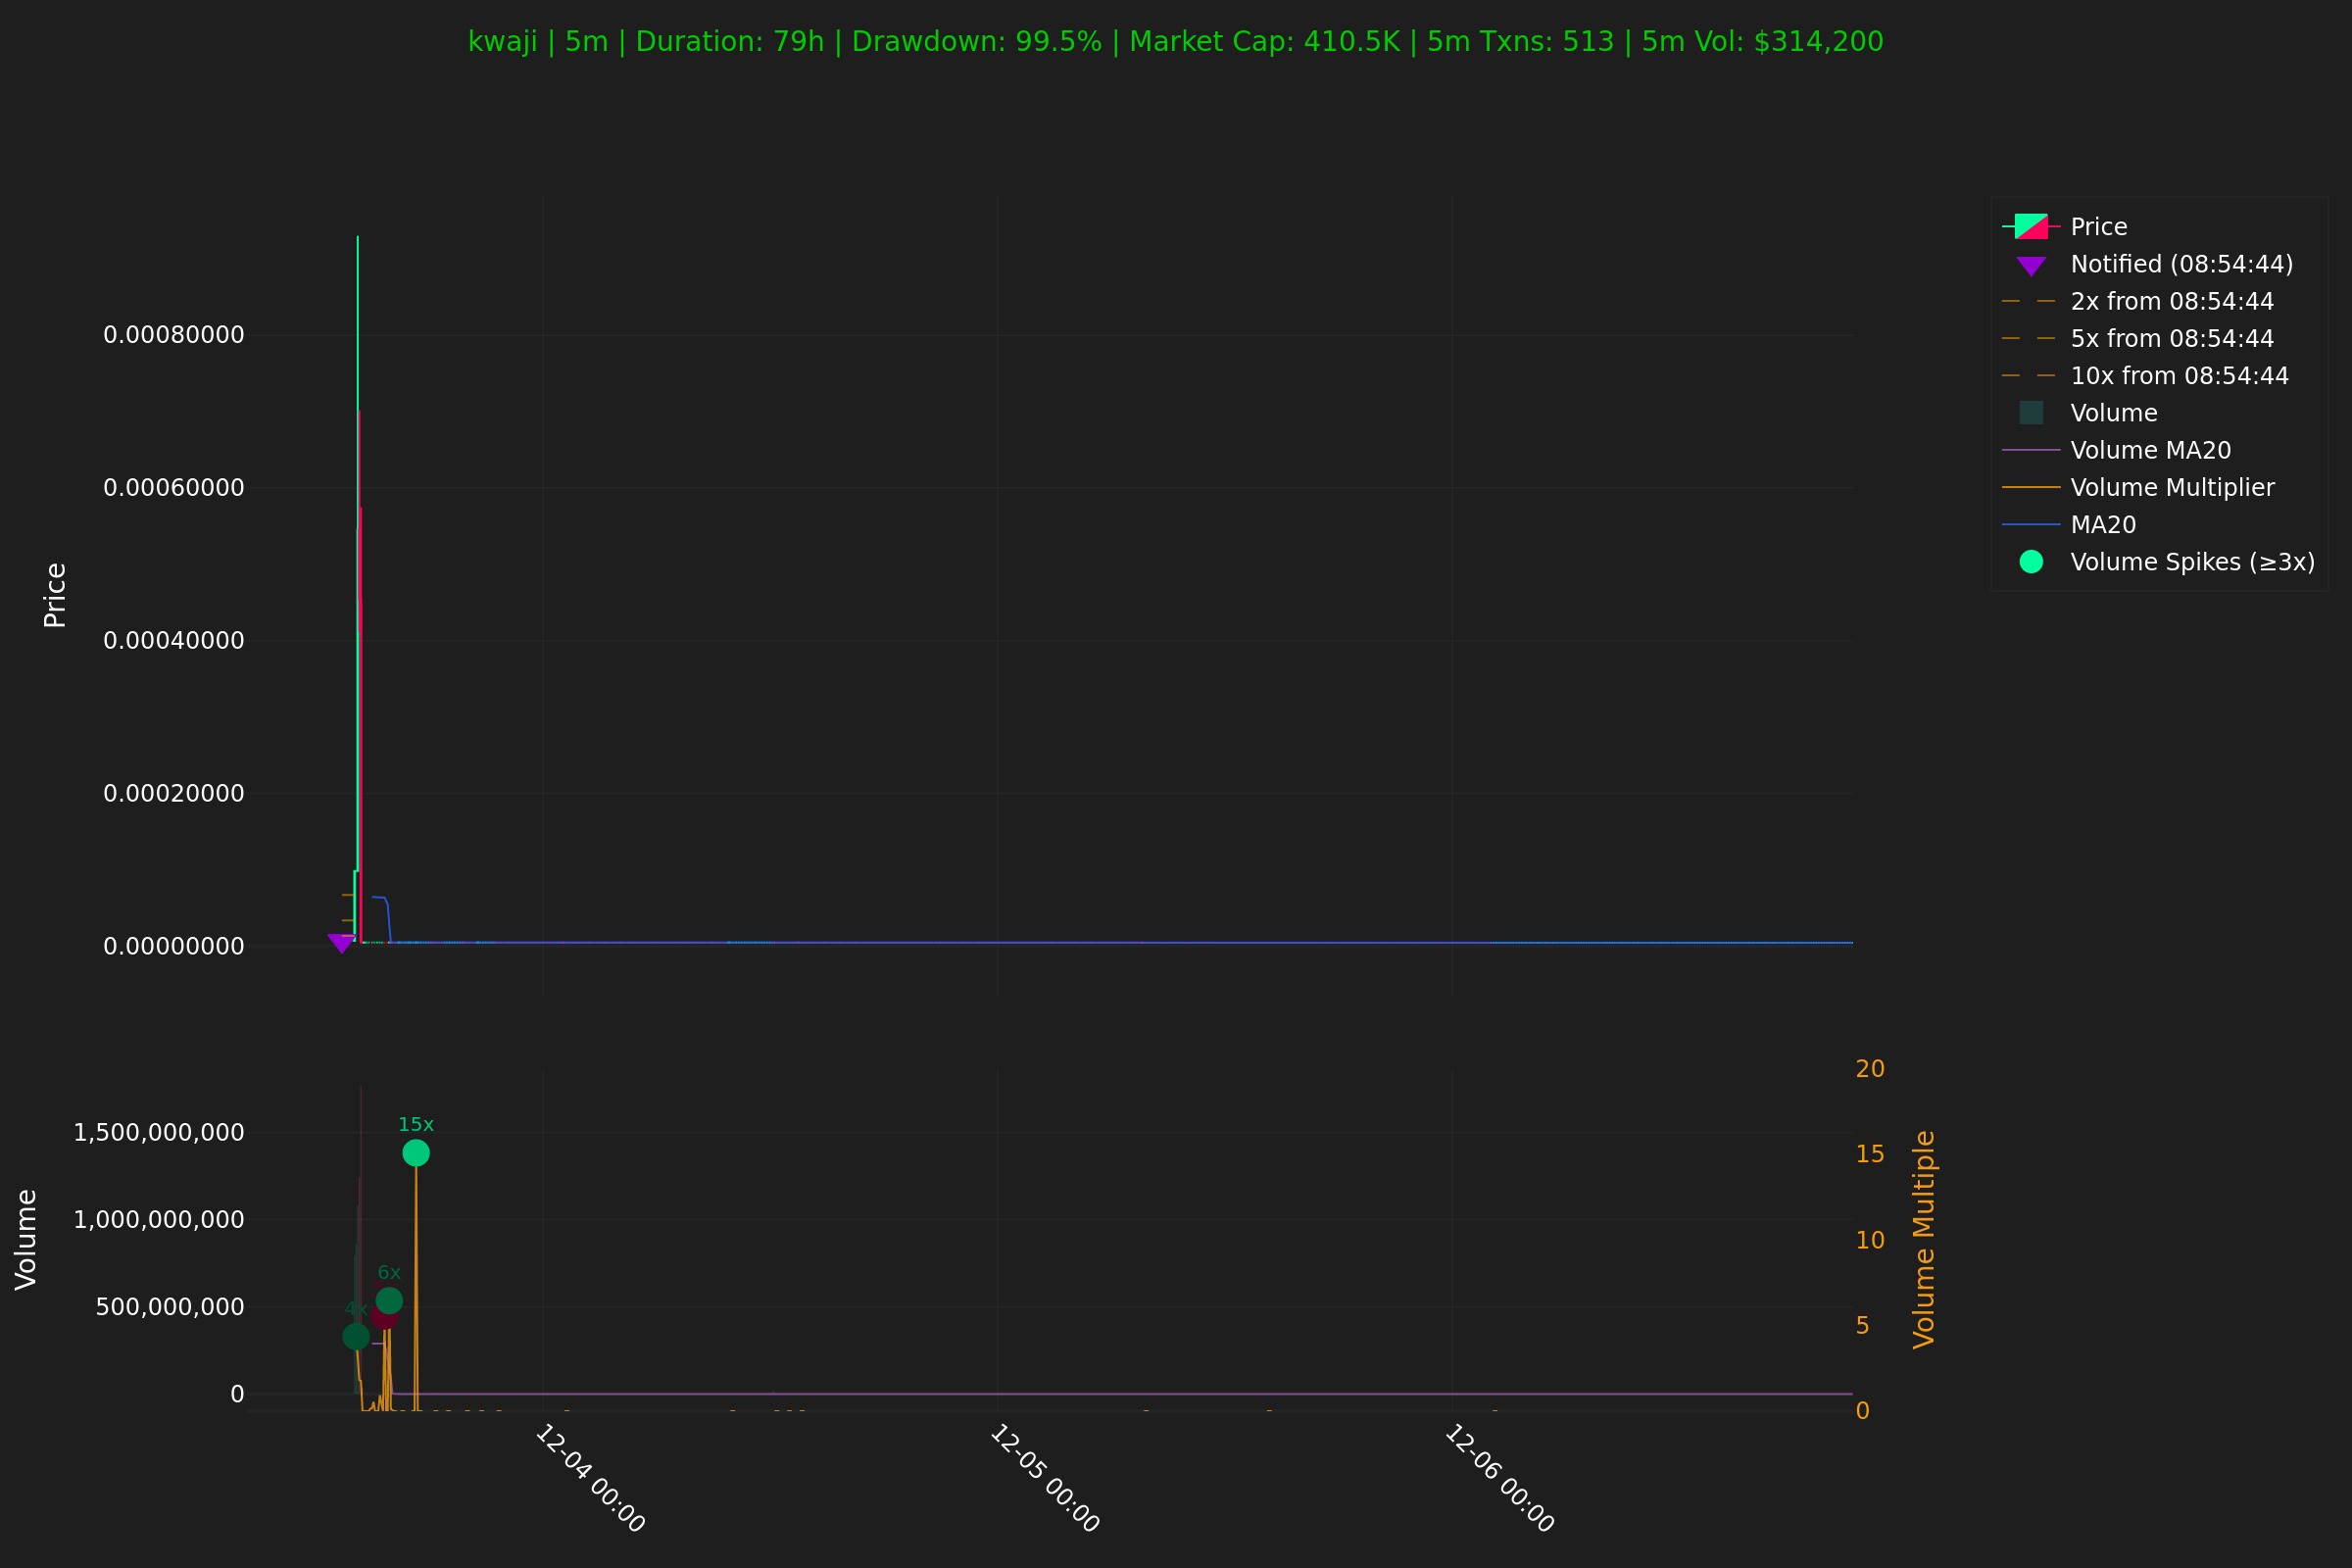 kwaji | 5m | Duration: 79h | Drawdown: 99.5% | Market Cap: 410.5K | 5m Txns: 513 | 5m Vol: $314,200
Price
0.00080000
0.00060000
0.00040000
0.00020000
0.00000000
Price
Notified (08:54:44)
2x from 08:54:44
5x from 08:54:44
10x from 08:54:44
Volume
Volume MA20
Volume Multiplier
MA20
Volume Spikes (≥3x)
Volume
1,500,000,000
1,000,000,000
500,000,000
0
4x
6x
15x
20
15
10
5
0
Volume Multiple
12-04 00:00
12-05 00:00
12-06 00:00